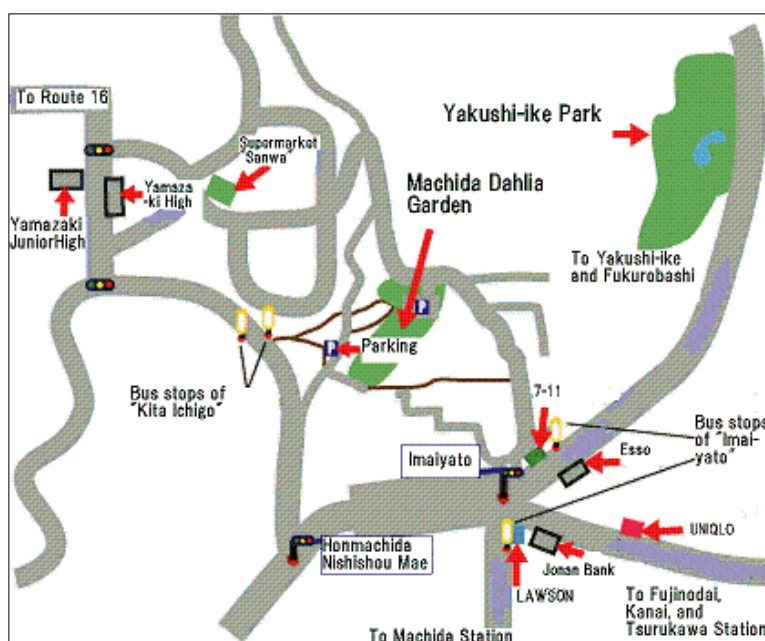 To Route 16
Yakushi-ike Park
Supermarket
"Sanwa"
Machida Dahlia
Garden
Yamaza
-ki High
Yamazaki
JuniorHigh
To Yakushi-ike
and Fukurobashi
P
P
Parking
Bus stops of
"Kita Ichigo"
7-11
Bus stops
of "Imai-
yato"
Imaiyato
Esso
UNIQLO
Honmachida
Nishishou Mae
Jonan Bank
LAWSON
To Fujinodai,
Kanai, and
Tsurukawa Station
To Machida Station